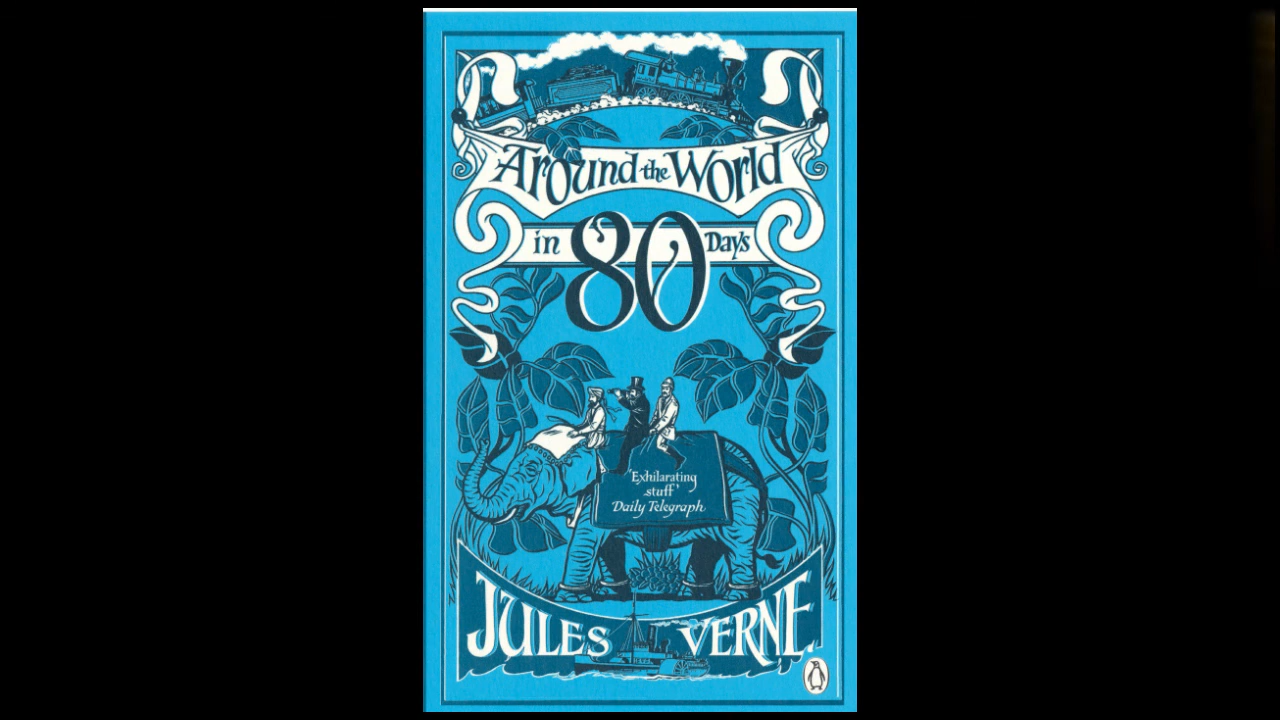 Around the World
in 80 Days
'Exhilarating
stuff'
Daily Telegraph
JULES VERNE